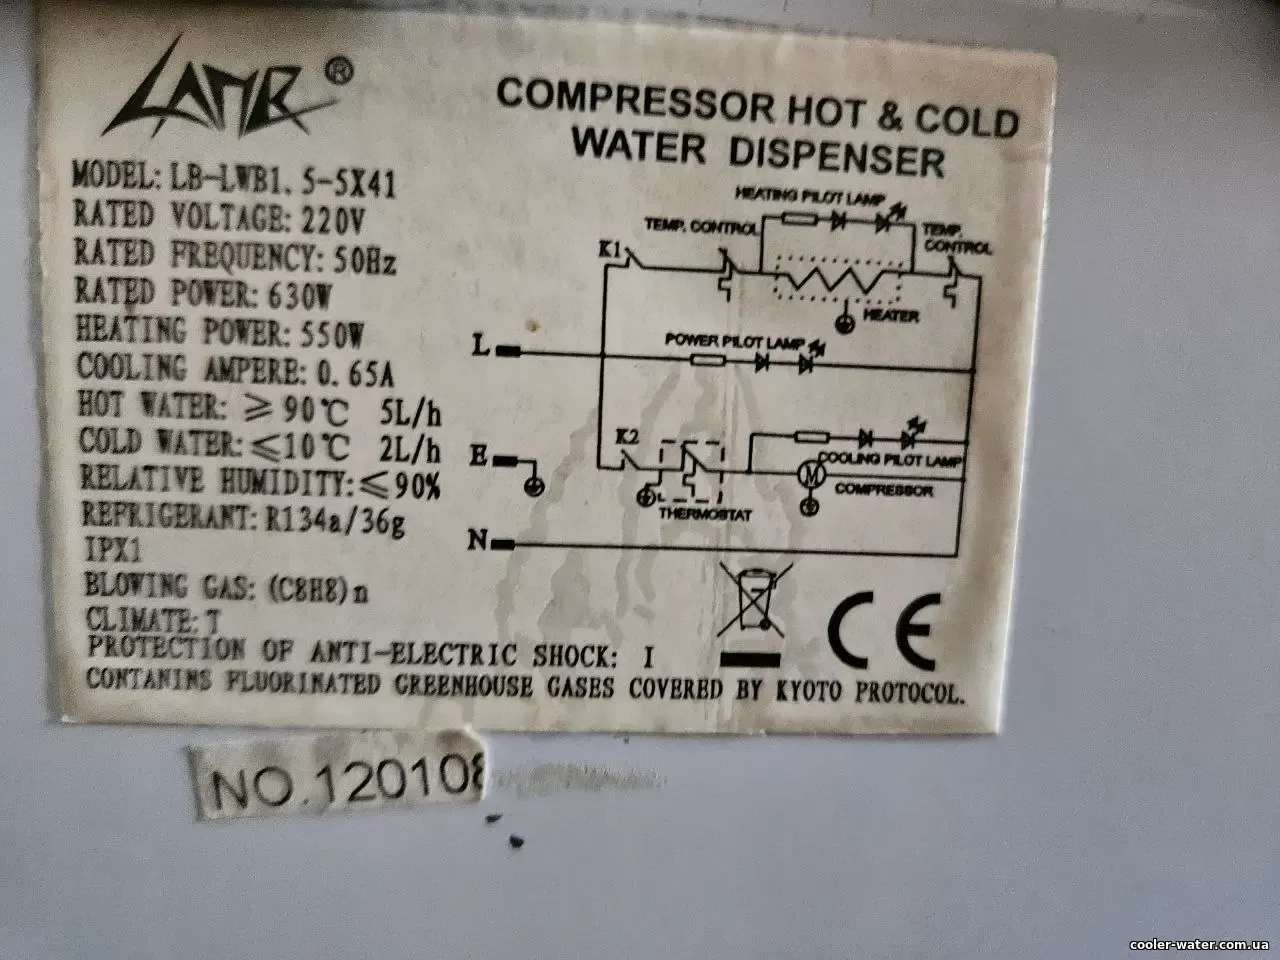 LAMB®
COMPRESSOR HOT & COLD
WATER DISPENSER
MODEL: LB-LWB1.5-5X41
RATED VOLTAGE: 220V
RATED FREQUENCY: 50Hz
RATED POWER: 630W
HEATING POWER: 550W
COOLING AMPERE: 0.65A
HOT WATER: ≥90℃ 5L/h
COLD WATER: ≤10℃ 2L/h
RELATIVE HUMIDITY: ≤90%
REFRIGERANT: R134a/36g
IPX1
BLOWING GAS: (C8H8)n
CLIMATE: T
PROTECTION OF ANTI-ELECTRIC SHOCK: I
CONTANINS FLUORINATED GREENHOUSE GASES COVERED BY KYOTO PROTOCOL.
HEATING PILOT LAMP
TEMP. CONTROL
TEMP.
CONTROL
K1
HEATER
L
POWER PILOT LAMP
K2
COOLING PILOT LAMP
E
M
COMPRESSOR
THERMOSTAT
N
CE
NO.120108
cooler-water.com.ua